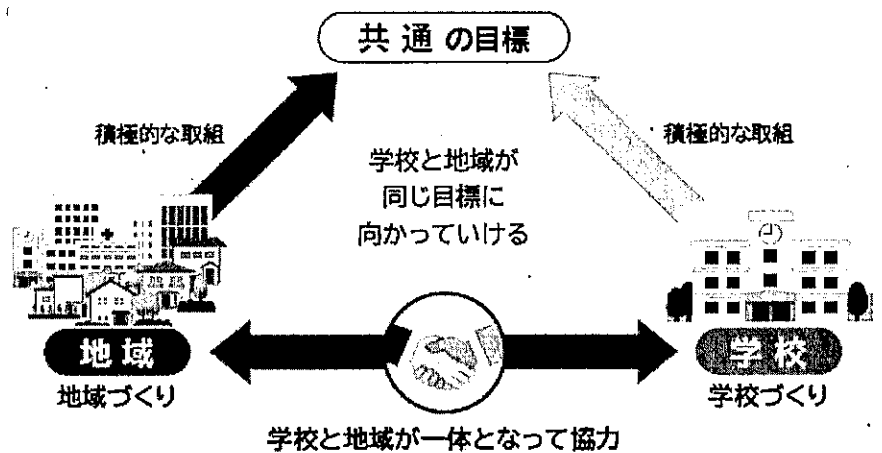 共通の目標
積極的な取組
積極的な取組
学校と地域が
同じ目標に
向かっていける
地域
学校
地域づくり
学校づくり
学校と地域が一体となって協力